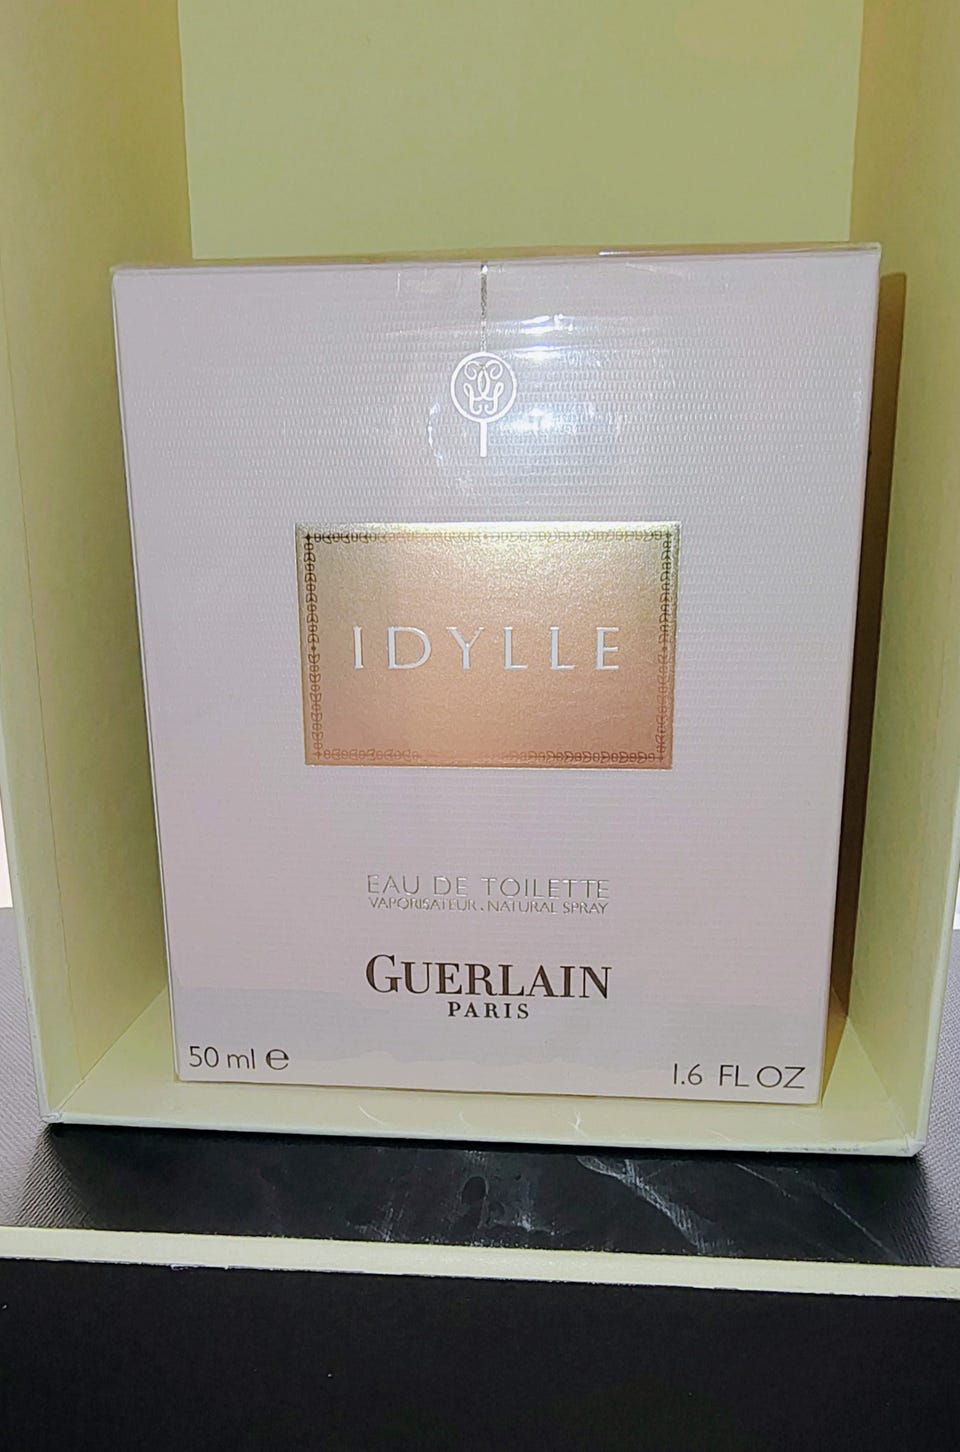 IDYLLE
EAU DE TOILETTE
VAPORISATEUR . NATURAL SPRAY
GUERLAIN
PARIS
50 ml e
1.6 FL OZ